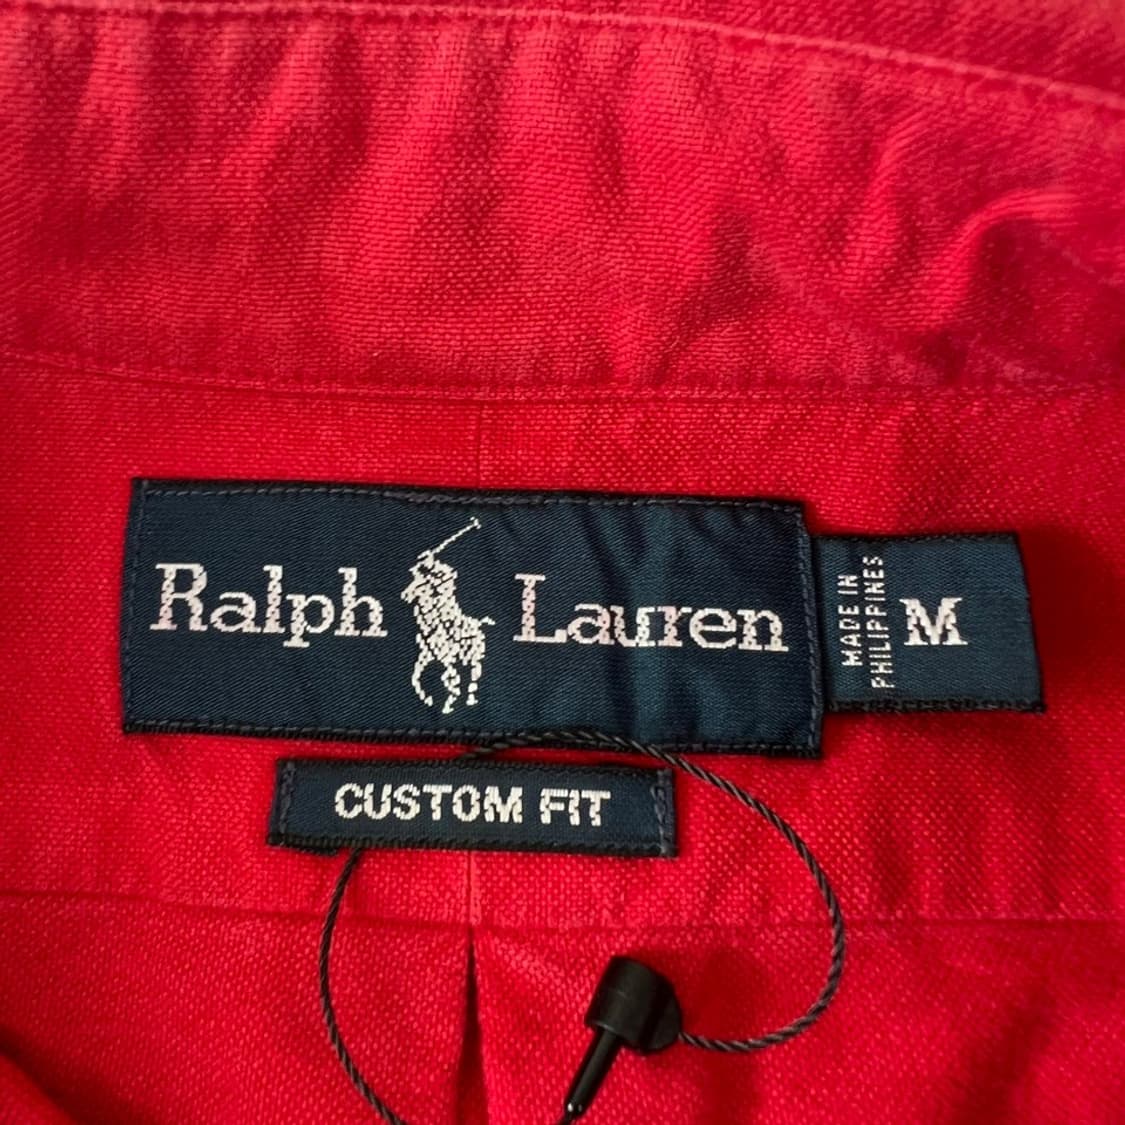 Ralph Lauren
MADE IN
PHILIPPINES
M
CUSTOM FIT